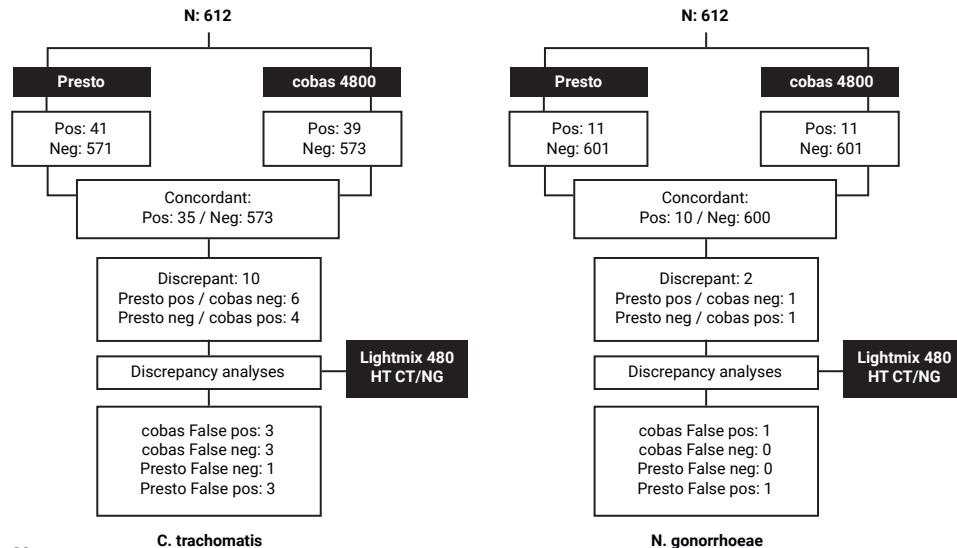 N: 612
Presto
cobas 4800
Pos: 41
Neg: 571
Pos: 39
Neg: 573
Concordant:
Pos: 35 / Neg: 573
Discrepant: 10
Presto pos / cobas neg: 6
Presto neg / cobas pos: 4
Discrepancy analyses
Lightmix 480
HT CT/NG
cobas False pos: 3
cobas False neg: 3
Presto False neg: 1
Presto False pos: 3
C. trachomatis
N: 612
Presto
cobas 4800
Pos: 11
Neg: 601
Pos: 11
Neg: 601
Concordant:
Pos: 10 / Neg: 600
Discrepant: 2
Presto pos / cobas neg: 1
Presto neg / cobas pos: 1
Discrepancy analyses
Lightmix 480
HT CT/NG
cobas False pos: 1
cobas False neg: 0
Presto False neg: 0
Presto False pos: 1
N. gonorrhoeae